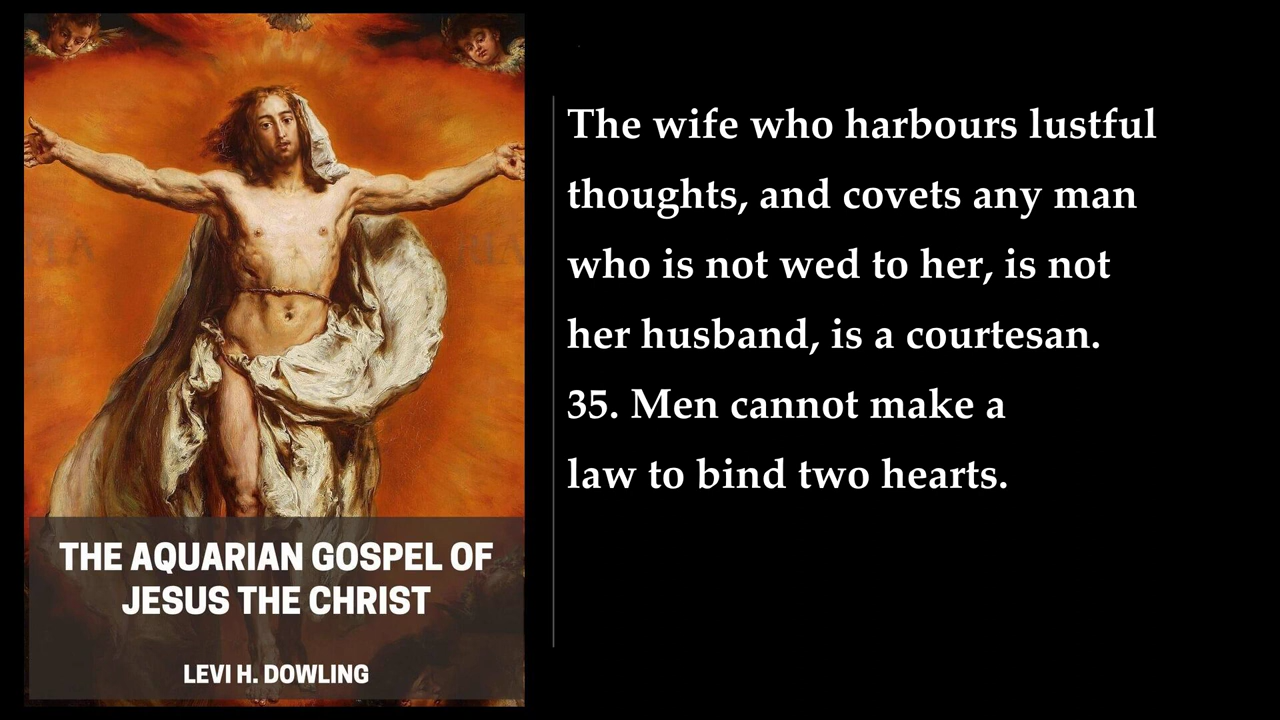 THE AQUARIAN GOSPEL OF
JESUS THE CHRIST
LEVI H. DOWLING
The wife who harbours lustful
thoughts, and covets any man
who is not wed to her, is not
her husband, is a courtesan.
35. Men cannot make a
law to bind two hearts.